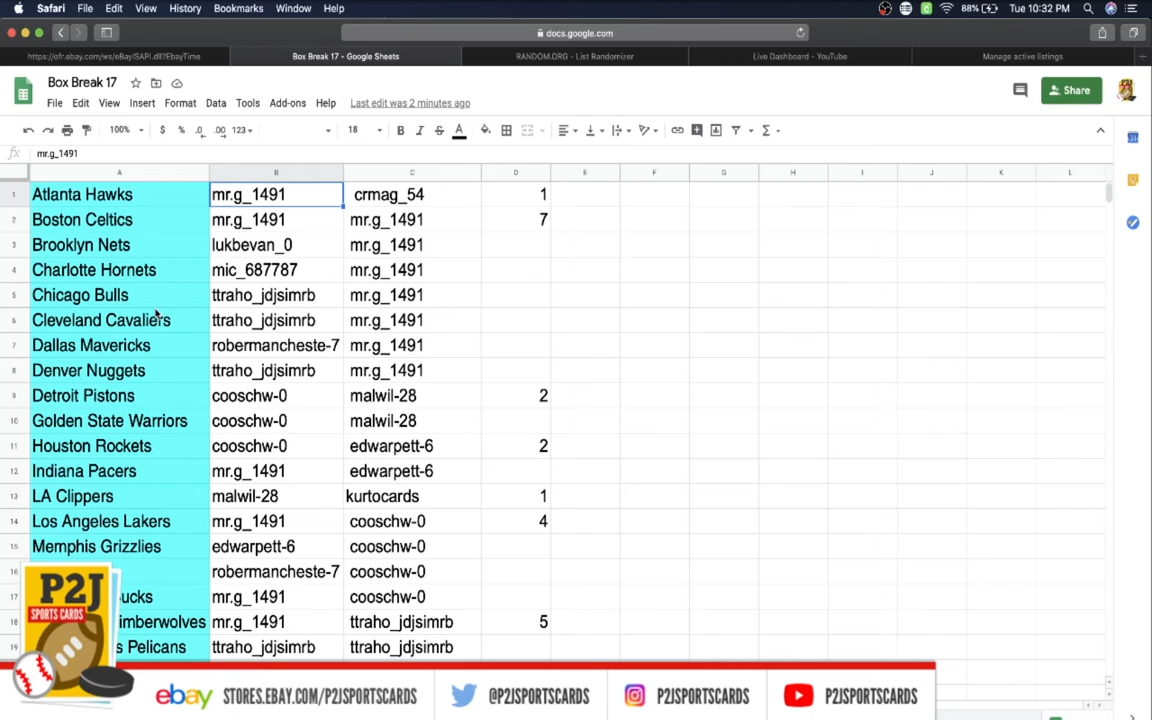 Safari File Edit View History Bookmarks Window Help 88% Tue 10:32 PM
docs.google.com
https://ofr.ebay.com/ws/eBayISAPI.dll?EbayTime Box Break 17 - Google Sheets RANDOM.ORG - List Randomizer Live Dashboard - YouTube Manage active listings
Box Break 17
File Edit View Insert Format Data Tools Add-ons Help Last edit was 2 minutes ago
Share
100% $ % .0 .00 123 18 B I S A
fx mr.g_1491
A B C D E F G H I J K L
1 Atlanta Hawks mr.g_1491 crmag_54 1
2 Boston Celtics mr.g_1491 mr.g_1491 7
3 Brooklyn Nets lukbevan_0 mr.g_1491
4 Charlotte Hornets mic_687787 mr.g_1491
5 Chicago Bulls ttraho_jdjsimrb mr.g_1491
6 Cleveland Cavaliers ttraho_jdjsimrb mr.g_1491
7 Dallas Mavericks robermancheste-7 mr.g_1491
8 Denver Nuggets ttraho_jdjsimrb mr.g_1491
9 Detroit Pistons cooschw-0 malwil-28 2
10 Golden State Warriors cooschw-0 malwil-28
11 Houston Rockets cooschw-0 edwarpett-6 2
12 Indiana Pacers mr.g_1491 edwarpett-6
13 LA Clippers malwil-28 kurtocards 1
14 Los Angeles Lakers mr.g_1491 cooschw-0 4
15 Memphis Grizzlies edwarpett-6 cooschw-0
16 robermancheste-7 cooschw-0
17 ucks mr.g_1491 cooschw-0
18 imberwolves mr.g_1491 ttraho_jdjsimrb 5
19 s Pelicans ttraho_jdjsimrb ttraho_jdjsimrb
P2J
SPORTS CARDS
ebay STORES.EBAY.COM/P2JSPORTSCARDS @P2JSPORTSCARDS P2JSPORTSCARDS P2JSPORTSCARDS